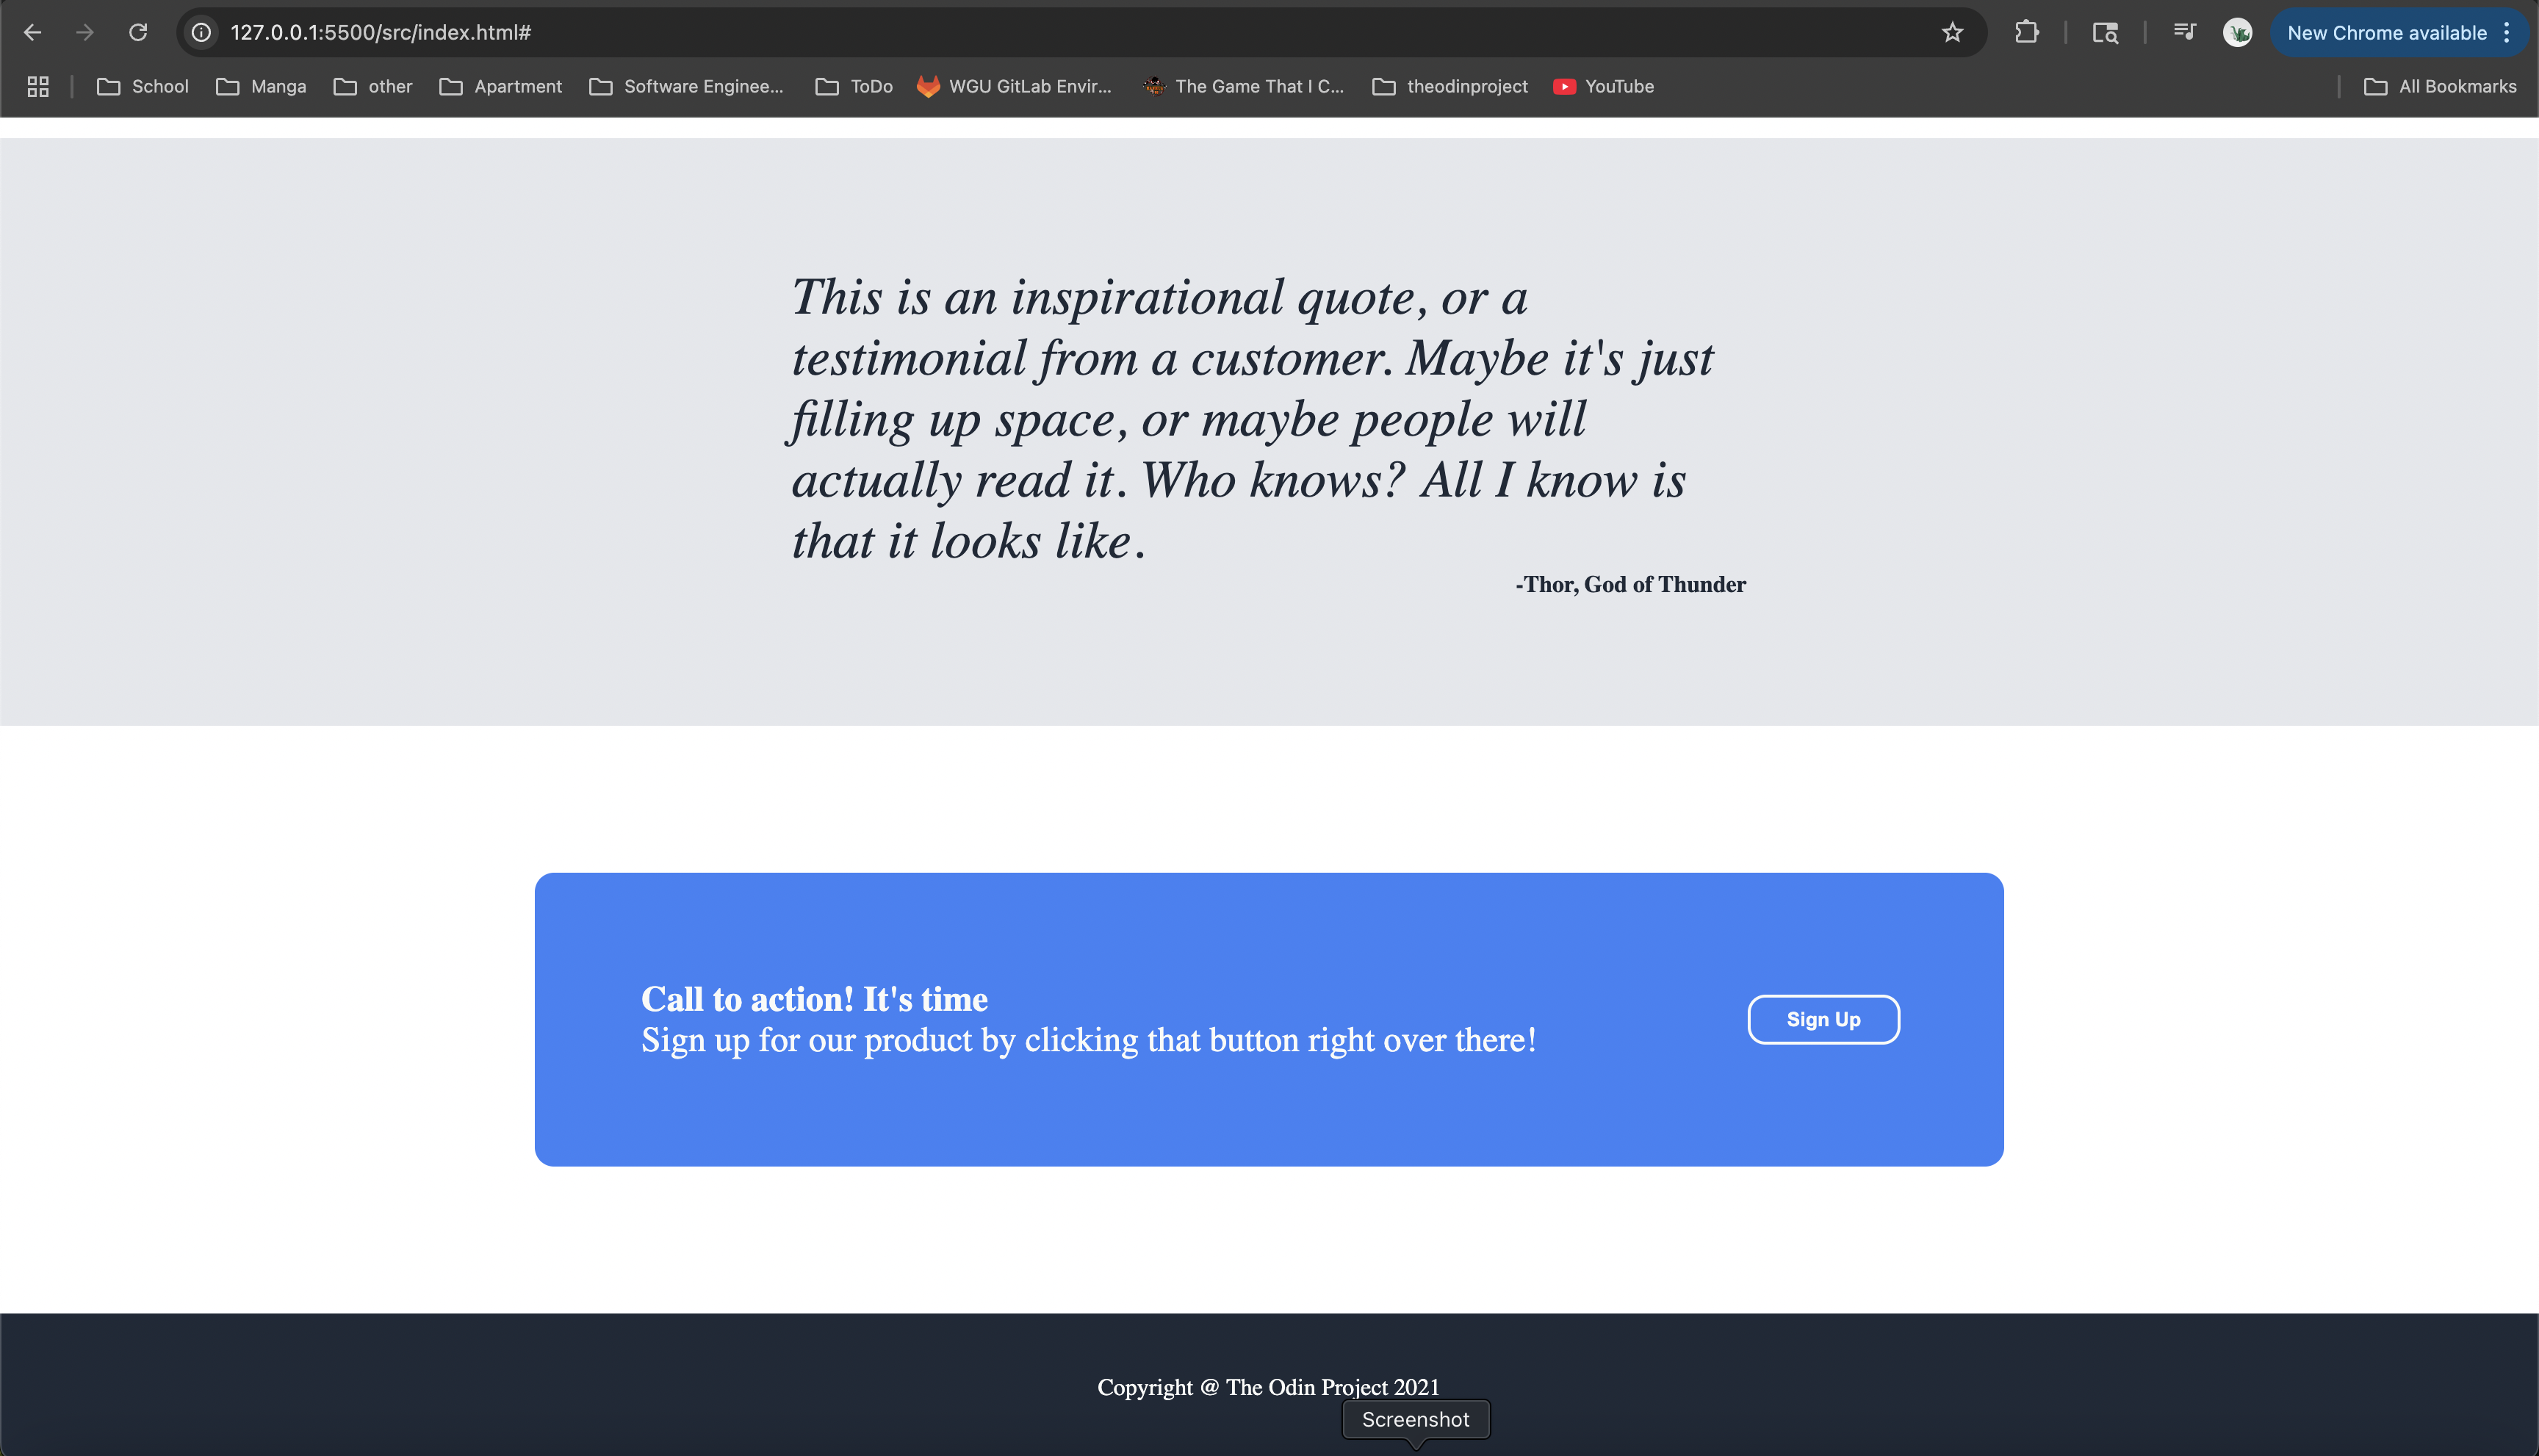 127.0.0.1:5500/src/index.html#
New Chrome available
School
Manga
other
Apartment
Software Enginee...
ToDo
WGU GitLab Envir...
The Game That I C...
theodinproject
YouTube
All Bookmarks
This is an inspirational quote, or a
testimonial from a customer. Maybe it's just
filling up space, or maybe people will
actually read it. Who knows? All I know is
that it looks like.
-Thor, God of Thunder
Call to action! It's time
Sign up for our product by clicking that button right over there!
Sign Up
Copyright @ The Odin Project 2021
Screenshot